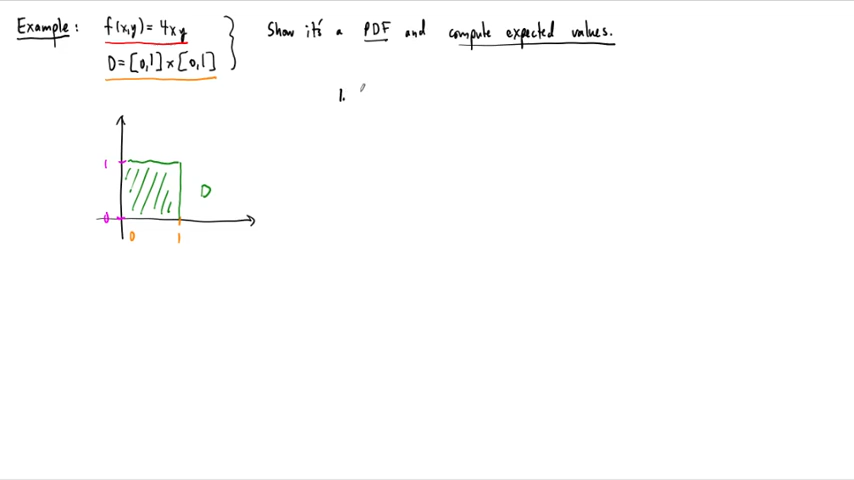 Example: f(x,y) = 4xy
D = [0,1] × [0,1]
Show it's a PDF and compute expected values.
1.
1
D
0
0 1